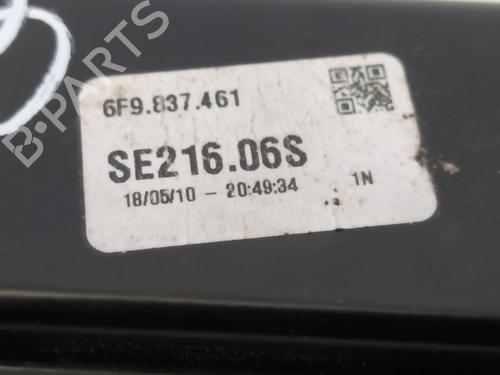 6F9.837.461
SE216.06S
18/05/10 - 20:49:34
1N
B-PARTS